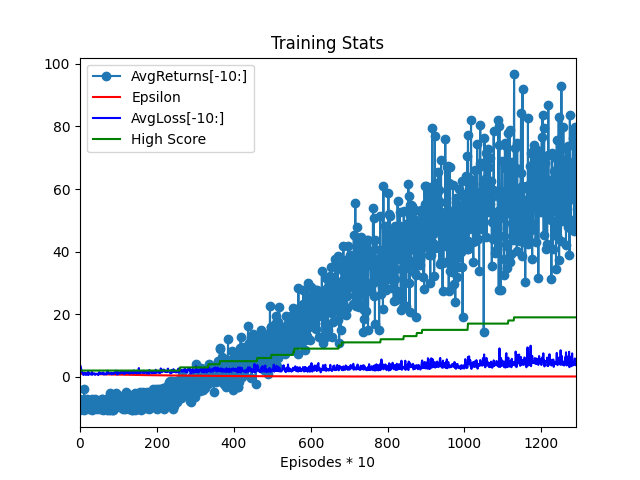 Training Stats
100
80
60
40
20
0
AvgReturns[-10:]
Epsilon
AvgLoss[-10:]
High Score
0 200 400 600 800 1000 1200
Episodes * 10